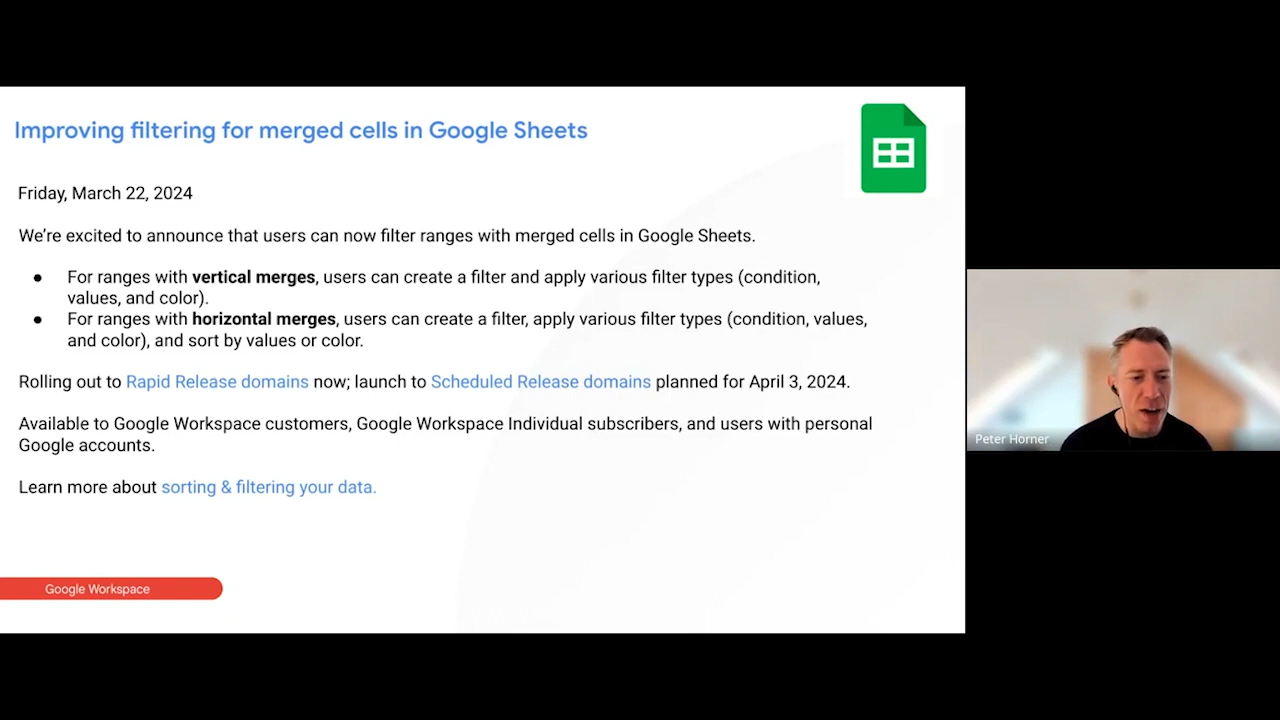 Improving filtering for merged cells in Google Sheets
Friday, March 22, 2024
We’re excited to announce that users can now filter ranges with merged cells in Google Sheets.
● For ranges with vertical merges, users can create a filter and apply various filter types (condition,
values, and color).
● For ranges with horizontal merges, users can create a filter, apply various filter types (condition, values,
and color), and sort by values or color.
Rolling out to Rapid Release domains now; launch to Scheduled Release domains planned for April 3, 2024.
Available to Google Workspace customers, Google Workspace Individual subscribers, and users with personal
Google accounts.
Learn more about sorting & filtering your data.
Google Workspace
Peter Horner